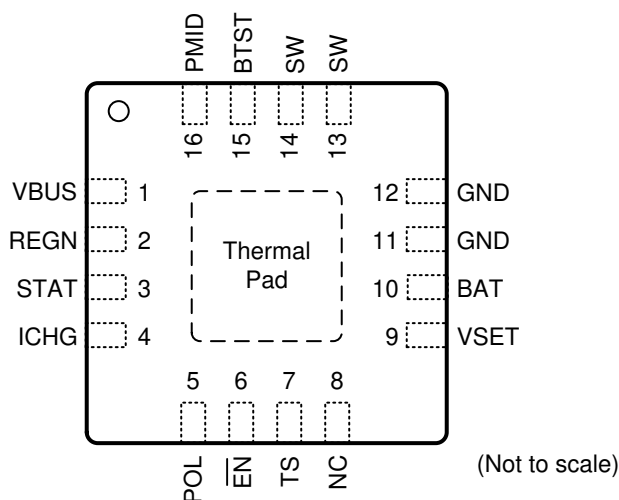 PMID
BTST
SW
SW
16
15
14
13
VBUS 1
REGN 2
STAT 3
ICHG 4
Thermal
Pad
12 GND
11 GND
10 BAT
9 VSET
5
6
7
8
POL
E̅N̅
TS
NC
(Not to scale)